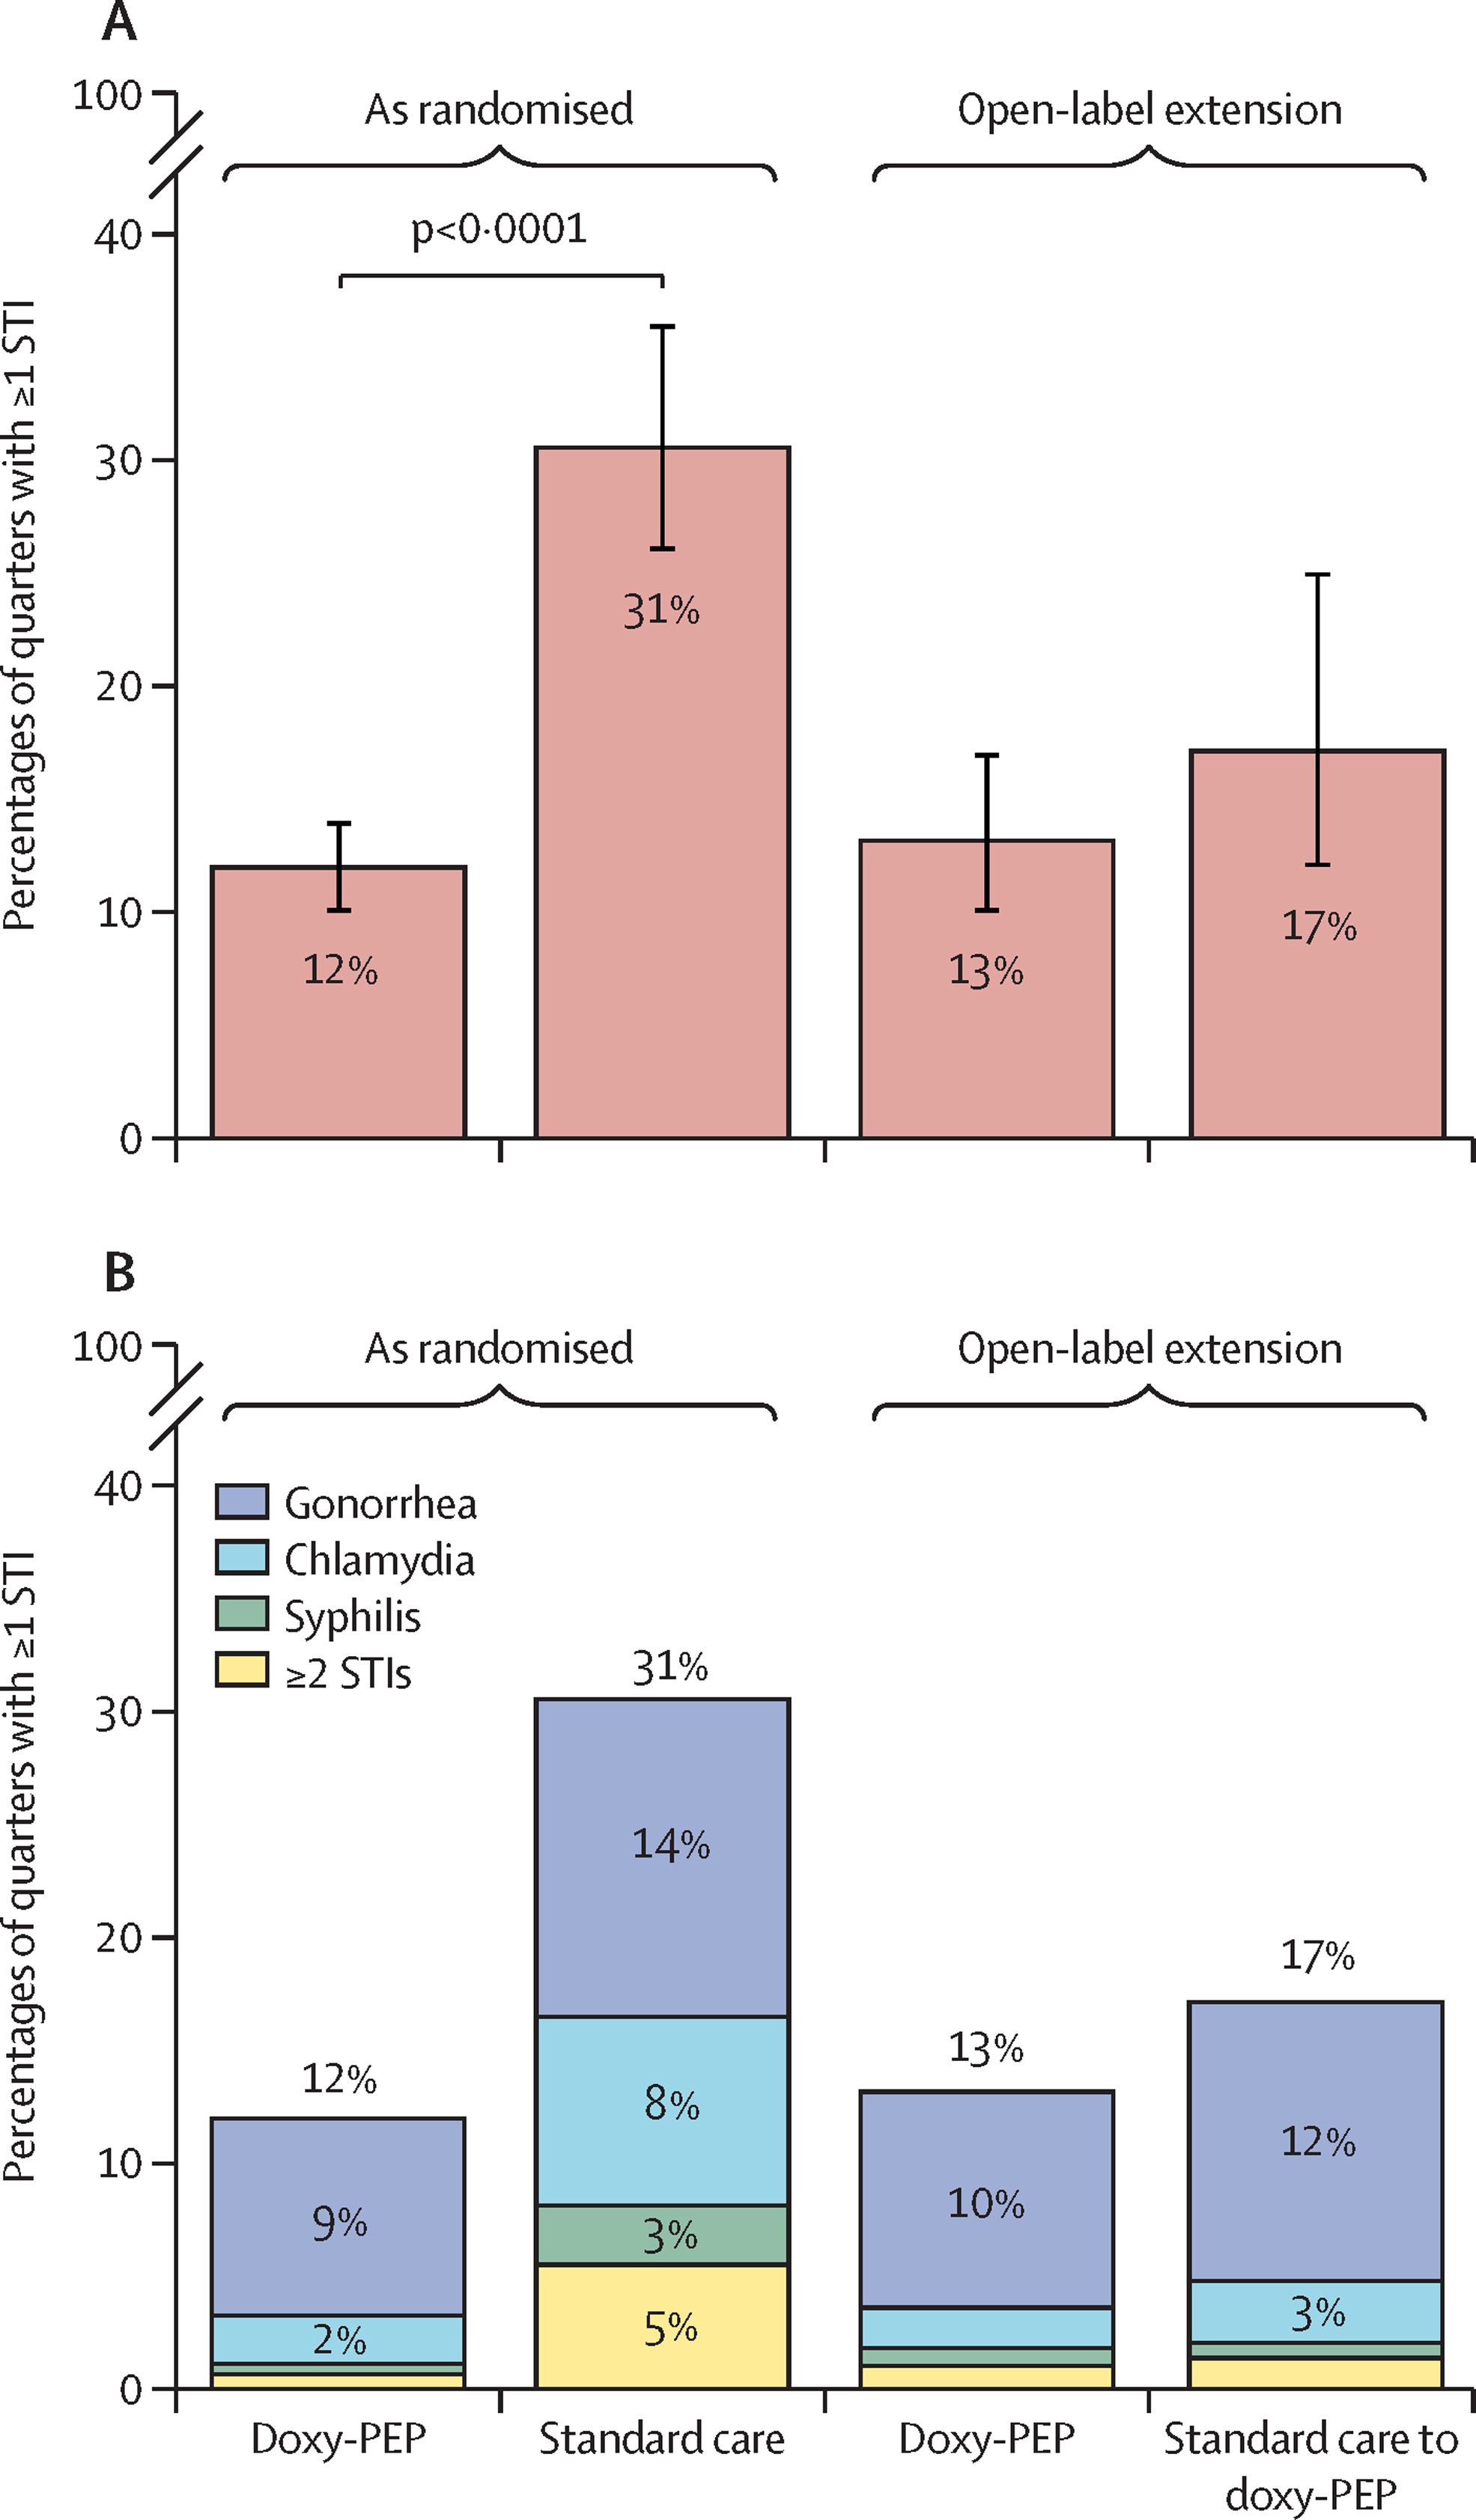 A
100
As randomised
Open-label extension
p<0·0001
40
30
20
10
0
Percentages of quarters with ≥1 STI
12%
31%
13%
17%
B
100
As randomised
Open-label extension
40
30
20
10
0
Percentages of quarters with ≥1 STI
Gonorrhea
Chlamydia
Syphilis
≥2 STIs
12%
9%
2%
31%
14%
8%
3%
5%
13%
10%
17%
12%
3%
Doxy-PEP
Standard care
Doxy-PEP
Standard care to
doxy-PEP